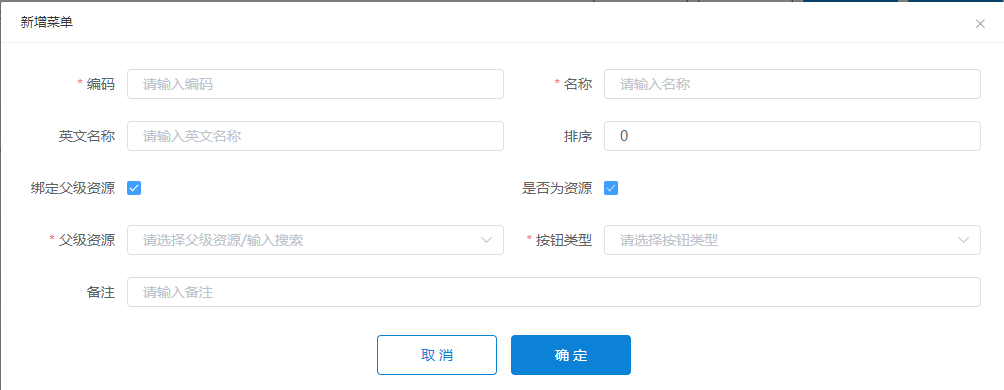 新增菜单
* 编码 请输入编码 * 名称 请输入名称
英文名称 请输入英文名称 排序 0
绑定父级资源 是否为资源
* 父级资源 请选择父级资源/输入搜索 * 按钮类型 请选择按钮类型
备注 请输入备注
取 消 确 定